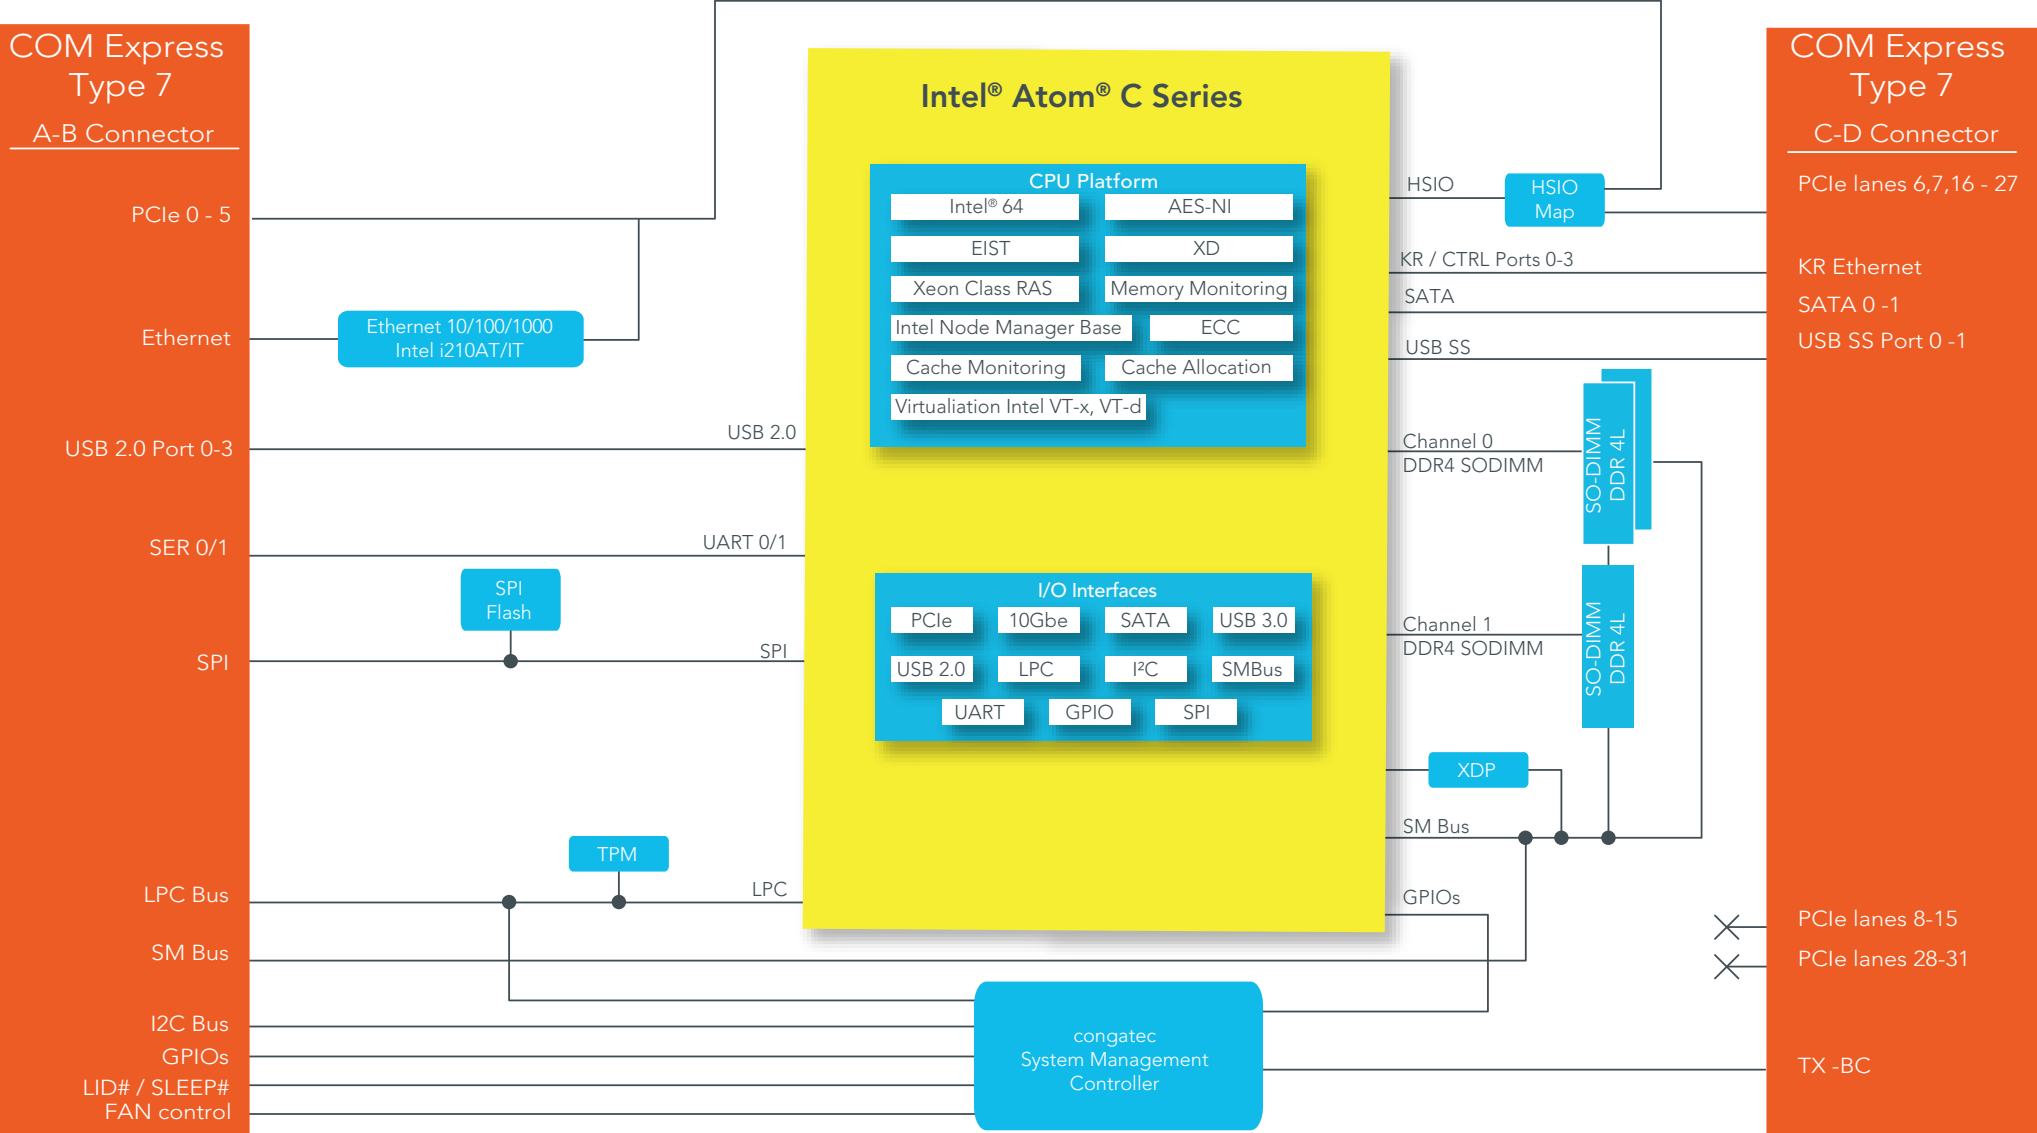 COM Express
Type 7
A-B Connector
PCIe 0 - 5
Ethernet
USB 2.0 Port 0-3
SER 0/1
SPI
LPC Bus
SM Bus
I2C Bus
GPIOs
LID# / SLEEP#
FAN control
Ethernet 10/100/1000
Intel i210AT/IT
SPI
Flash
TPM
USB 2.0
UART 0/1
SPI
LPC
Intel® Atom® C Series
CPU Platform
Intel® 64
AES-NI
EIST
XD
Xeon Class RAS
Memory Monitoring
Intel Node Manager Base
ECC
Cache Monitoring
Cache Allocation
Virtualiation Intel VT-x, VT-d
I/O Interfaces
PCIe
10Gbe
SATA
USB 3.0
USB 2.0
LPC
I²C
SMBus
UART
GPIO
SPI
congatec
System Management
Controller
HSIO
HSIO
Map
KR / CTRL Ports 0-3
SATA
USB SS
Channel 0
DDR4 SODIMM
SO-DIMM
DDR 4L
Channel 1
DDR4 SODIMM
SO-DIMM
DDR 4L
XDP
SM Bus
GPIOs
COM Express
Type 7
C-D Connector
PCIe lanes 6,7,16 - 27
KR Ethernet
SATA 0 -1
USB SS Port 0 -1
PCIe lanes 8-15
PCIe lanes 28-31
TX -BC